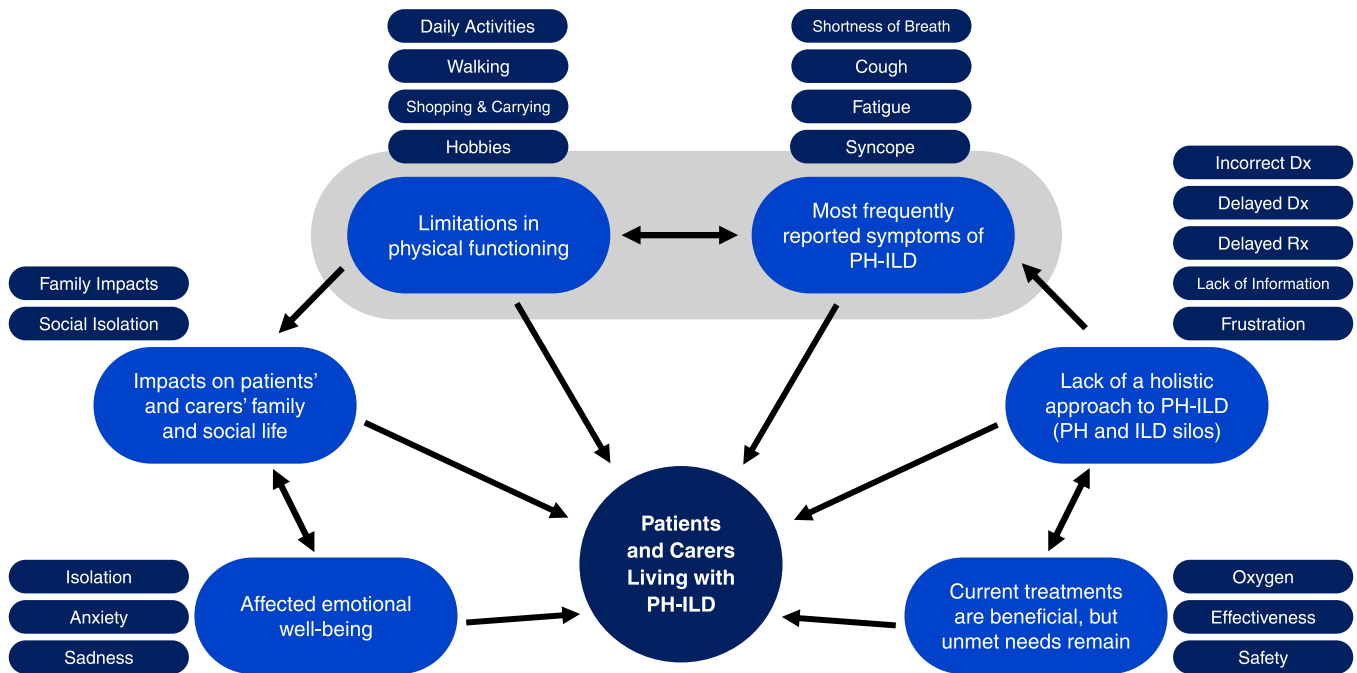 Daily Activities
Walking
Shopping & Carrying
Hobbies
Shortness of Breath
Cough
Fatigue
Syncope
Limitations in
physical functioning
Most frequently
reported symptoms of
PH-ILD
Incorrect Dx
Delayed Dx
Delayed Rx
Lack of Information
Frustration
Family Impacts
Social Isolation
Impacts on patients’
and carers’ family
and social life
Lack of a holistic
approach to PH-ILD
(PH and ILD silos)
Patients
and Carers
Living with
PH-ILD
Isolation
Anxiety
Sadness
Affected emotional
well-being
Current treatments
are beneficial, but
unmet needs remain
Oxygen
Effectiveness
Safety